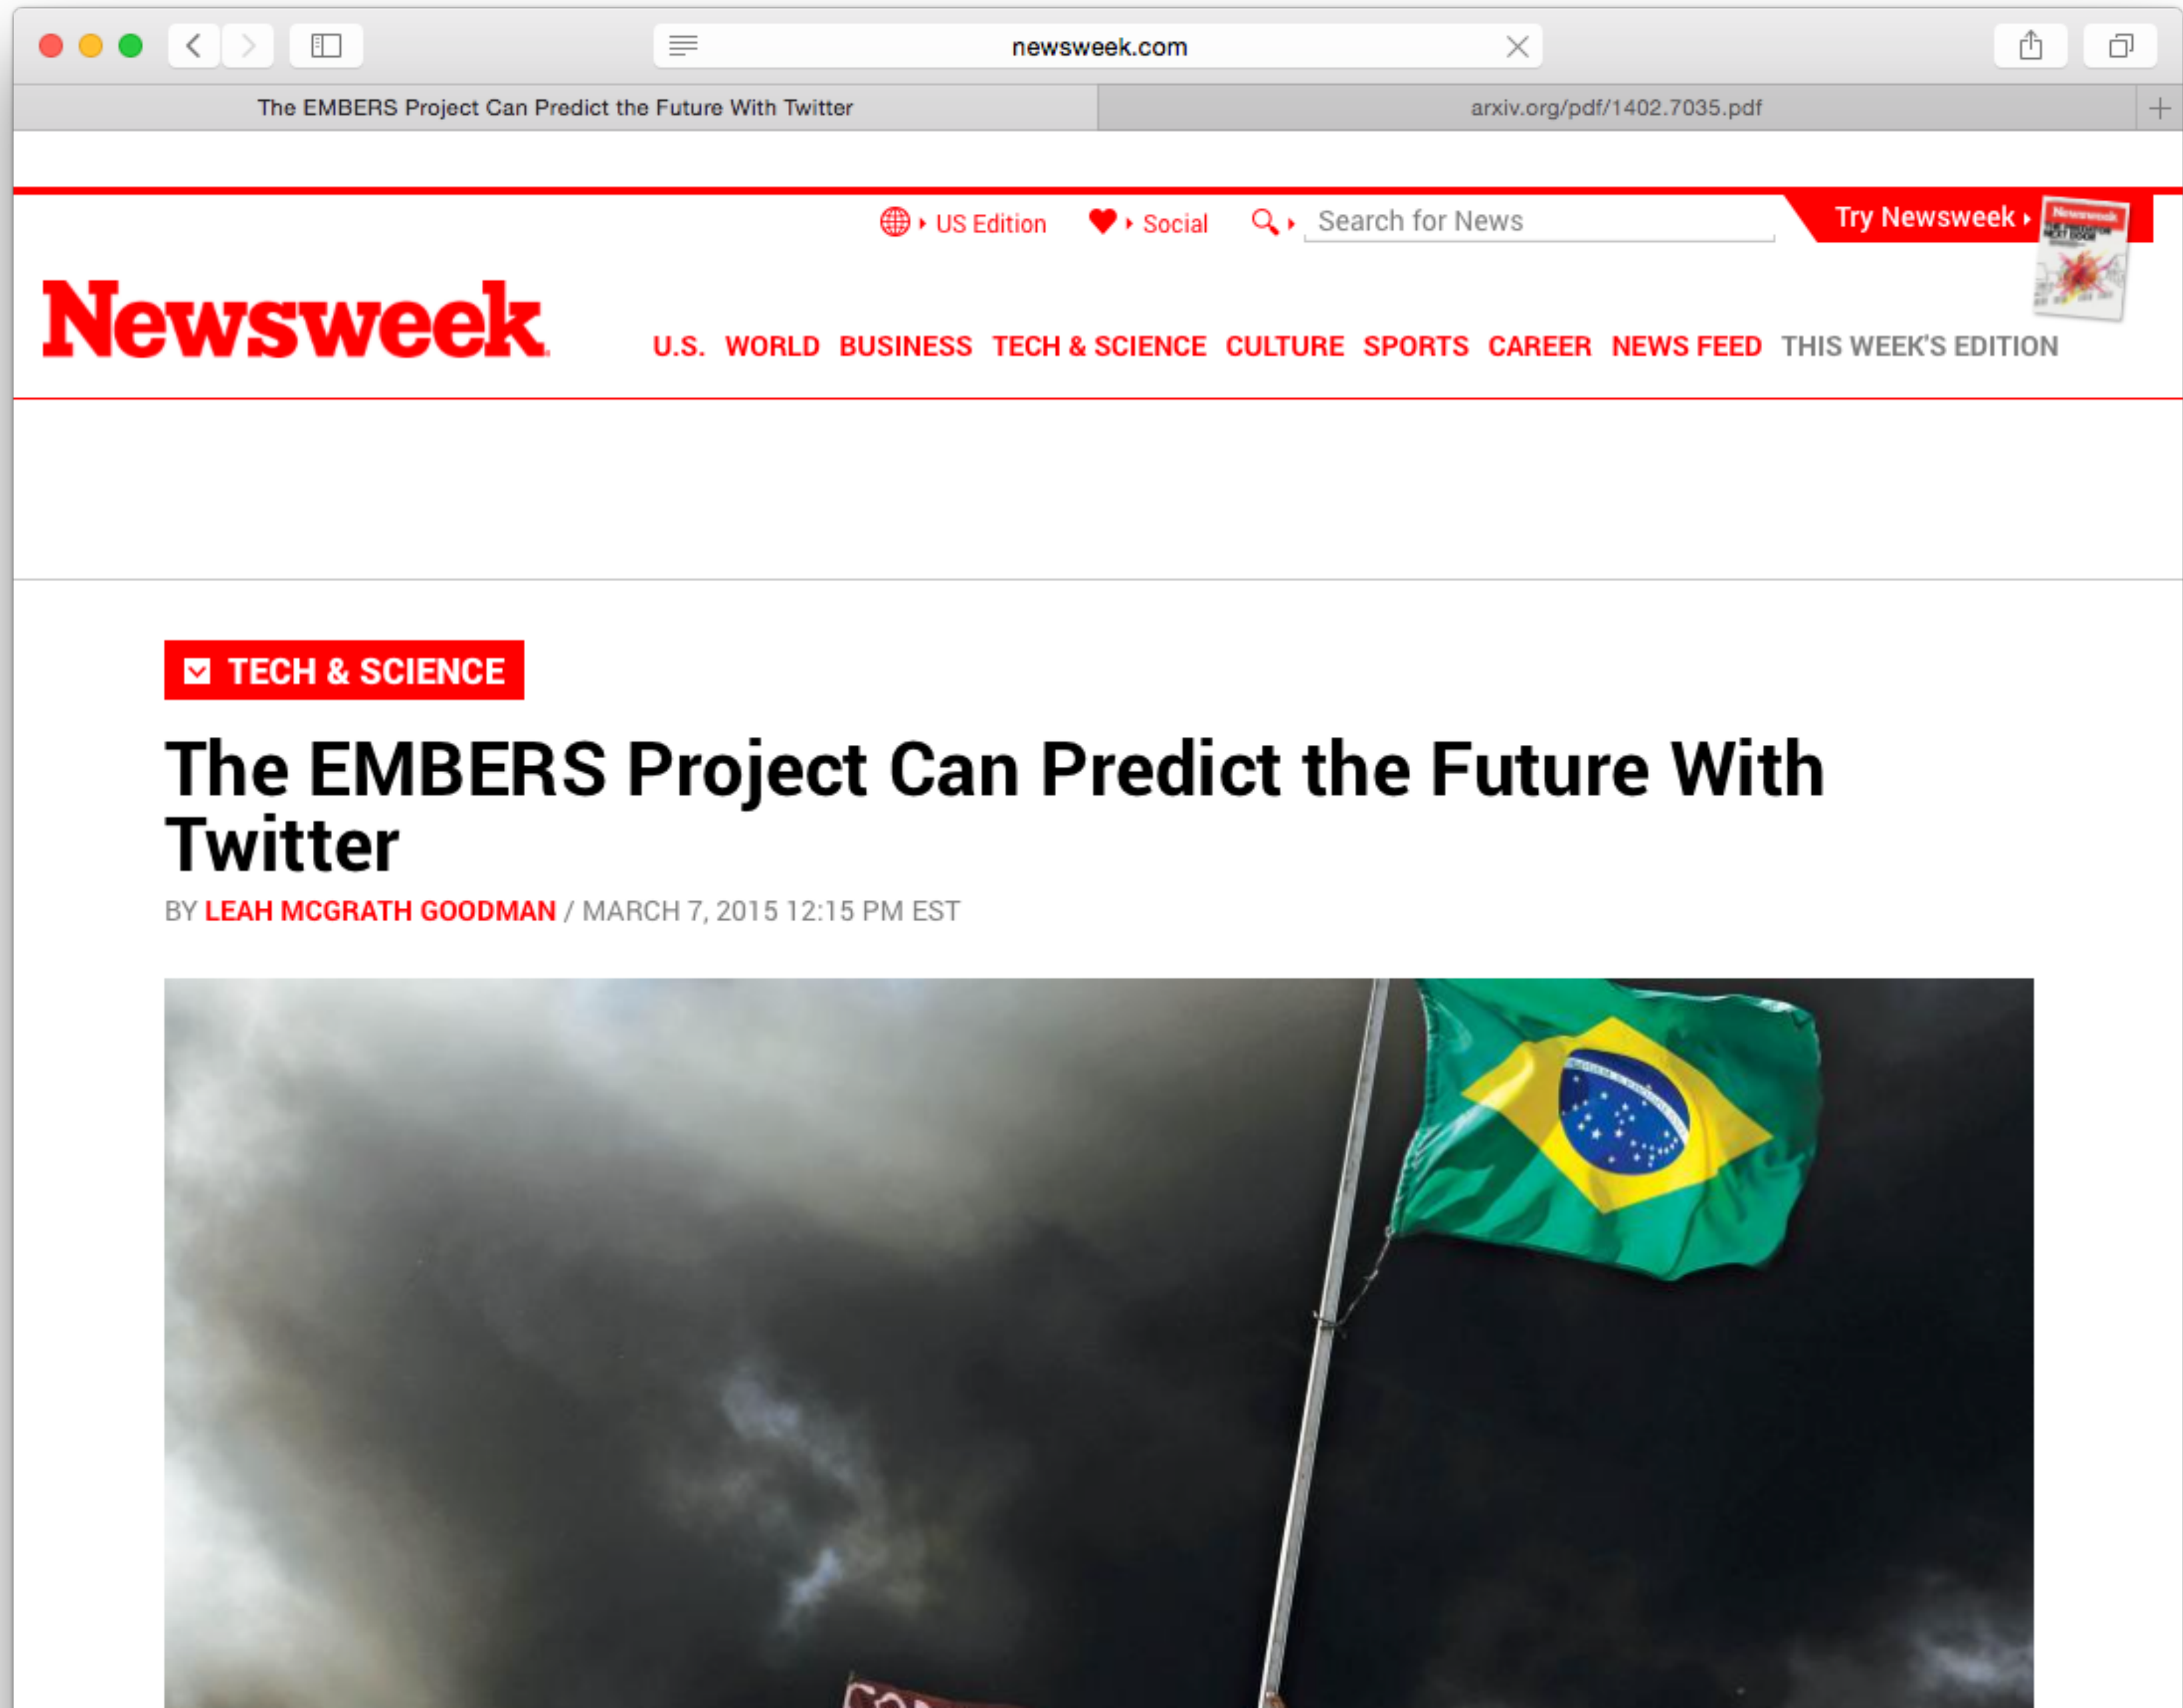 newsweek.com
The EMBERS Project Can Predict the Future With Twitter
arxiv.org/pdf/1402.7035.pdf
US Edition
Social
Search for News
Try Newsweek
Newsweek
Newsweek
U.S. WORLD BUSINESS TECH & SCIENCE CULTURE SPORTS CAREER NEWS FEED THIS WEEK'S EDITION
TECH & SCIENCE
The EMBERS Project Can Predict the Future With
Twitter
BY LEAH MCGRATH GOODMAN / MARCH 7, 2015 12:15 PM EST